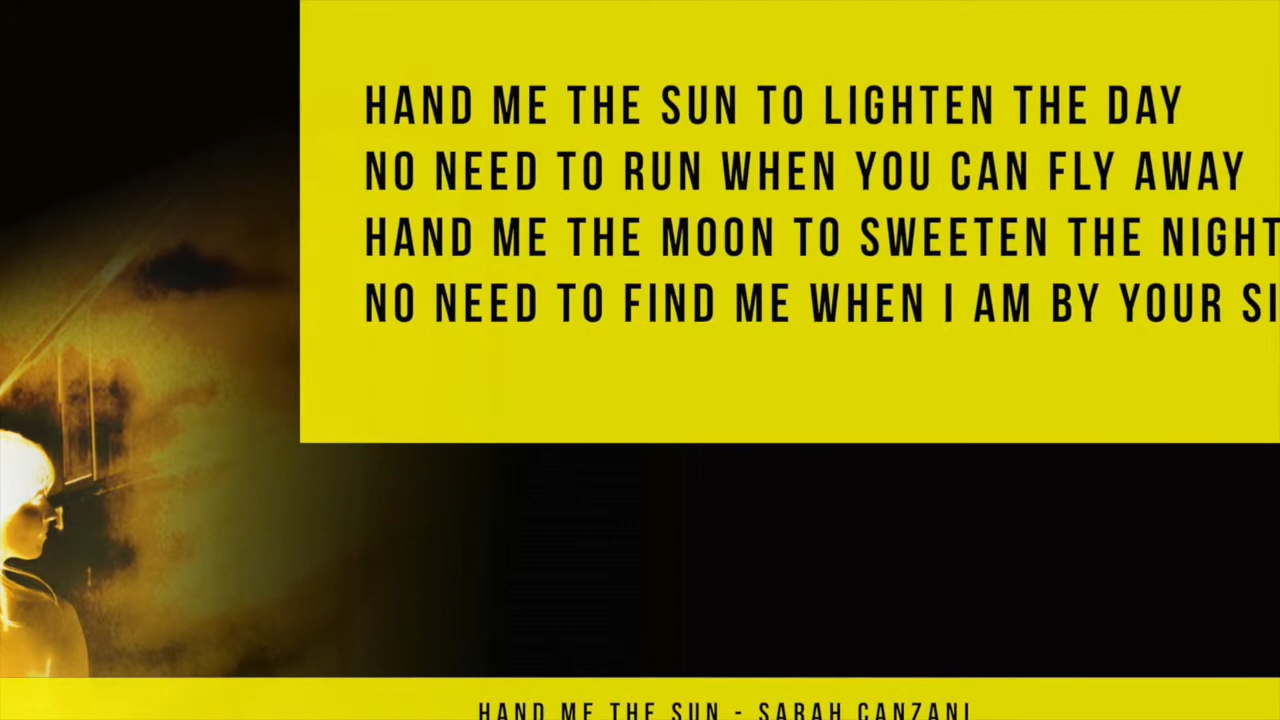 HAND ME THE SUN TO LIGHTEN THE DAY
NO NEED TO RUN WHEN YOU CAN FLY AWAY
HAND ME THE MOON TO SWEETEN THE NIGHT
NO NEED TO FIND ME WHEN I AM BY YOUR SI
HAND ME THE SUN - SARAH CANZANI